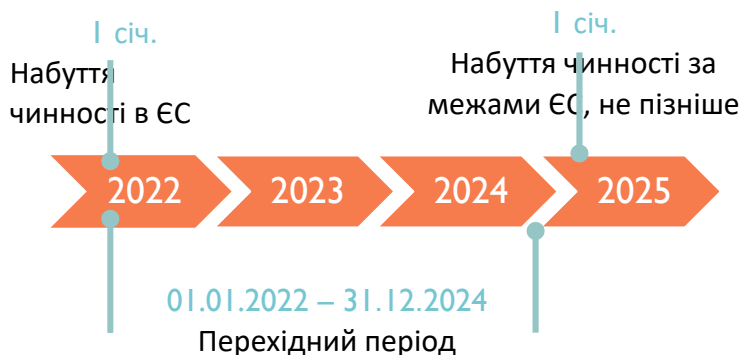 1 січ.
Набуття
чинності в ЄС
1 січ.
Набуття чинності за
межами ЄС, не пізніше
2022
2023
2024
2025
01.01.2022 – 31.12.2024
Перехідний період